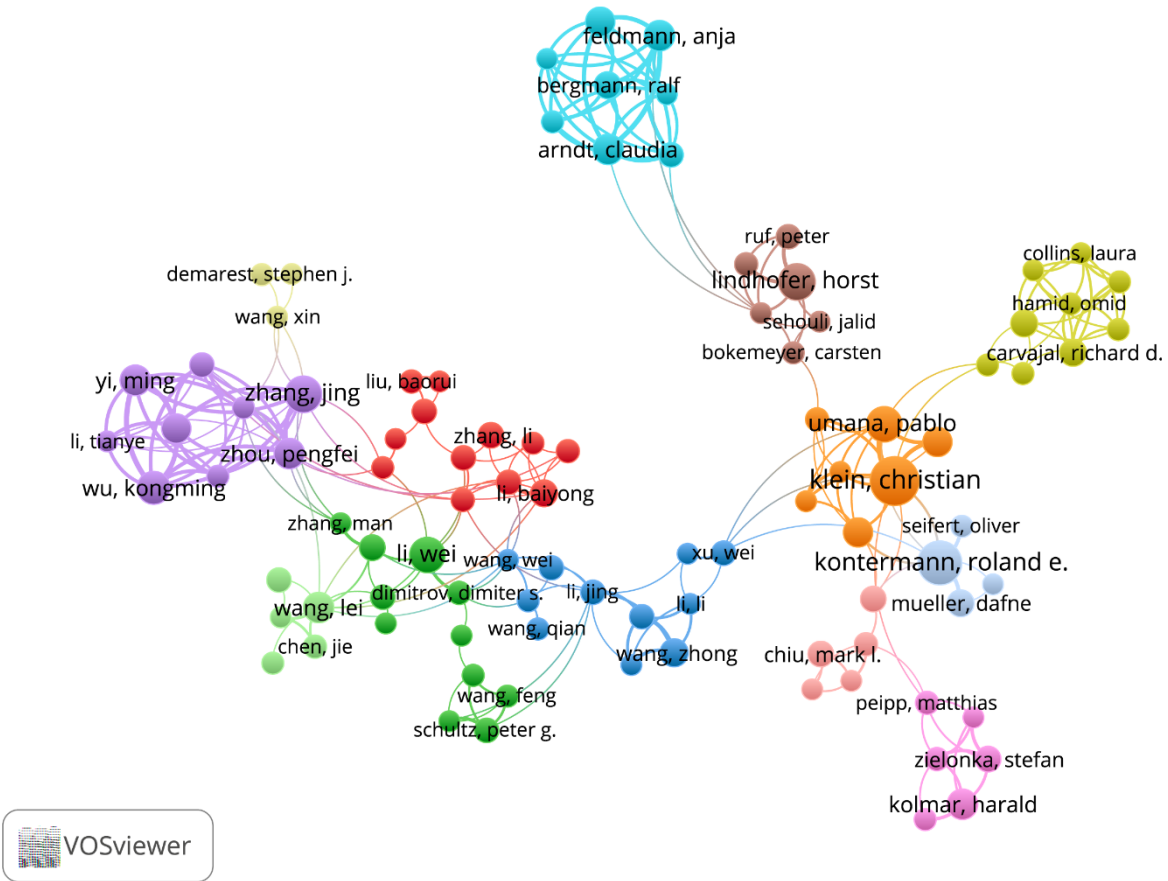 feldmann, anja
bergmann, ralf
arndt, claudia
ruf, peter
collins, laura
demarest, stephen j.
lindhofer, horst
hamid, omid
wang, xin
sehouli, jalid
bokemeyer, carsten
carvajal, richard d.
yi, ming
zhang, jing
liu, baorui
umana, pablo
li, tianye
zhang, li
zhou, pengfei
klein, christian
wu, kongming
li, baiyong
zhang, man
seifert, oliver
li, wei
wang, wei
xu, wei
kontermann, roland e.
dimitrov, dimiter s.
li, jing
wang, lei
li, li
mueller, dafne
wang, qian
chen, jie
wang, zhong
chiu, mark l.
wang, feng
peipp, matthias
schultz, peter g.
zielonka, stefan
kolmar, harald
VOSviewer